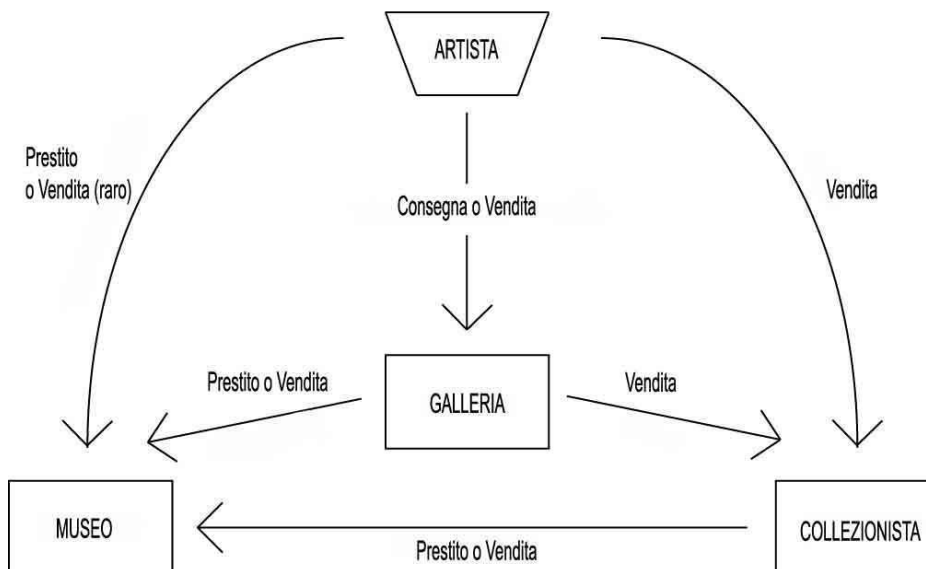 ARTISTA
Prestito
o Vendita (raro)
Vendita
Consegna o Vendita
Prestito o Vendita
Vendita
GALLERIA
MUSEO
COLLEZIONISTA
Prestito o Vendita